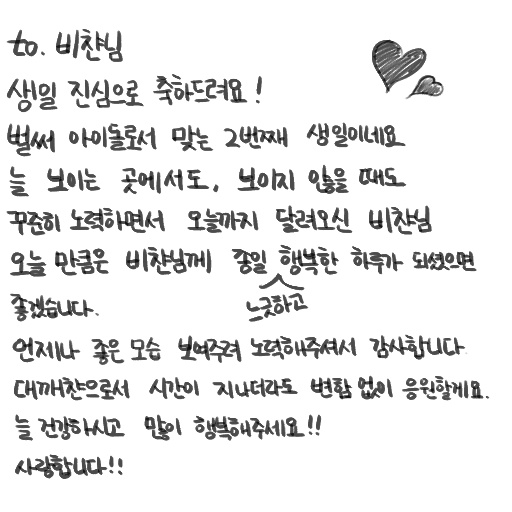 to. 비챤님
생일 진심으로 축하드려요!
벌써 아이돌로서 맞는 2번째 생일이네요
늘 보이는 곳에서도, 보이지 않을 때도
꾸준히 노력하면서 오늘까지 달려오신 비챤님
오늘 만큼은 비챤님께 종일 행복한 하루가 되셨으면
느긋하고
좋겠습니다.
언제나 좋은 모습 보여주려 노력해주셔서 감사합니다
대깨챤으로서 시간이 지나더라도 변함 없이 응원할게요.
늘 건강하시고 많이 행복해주세요!!
사랑합니다!!